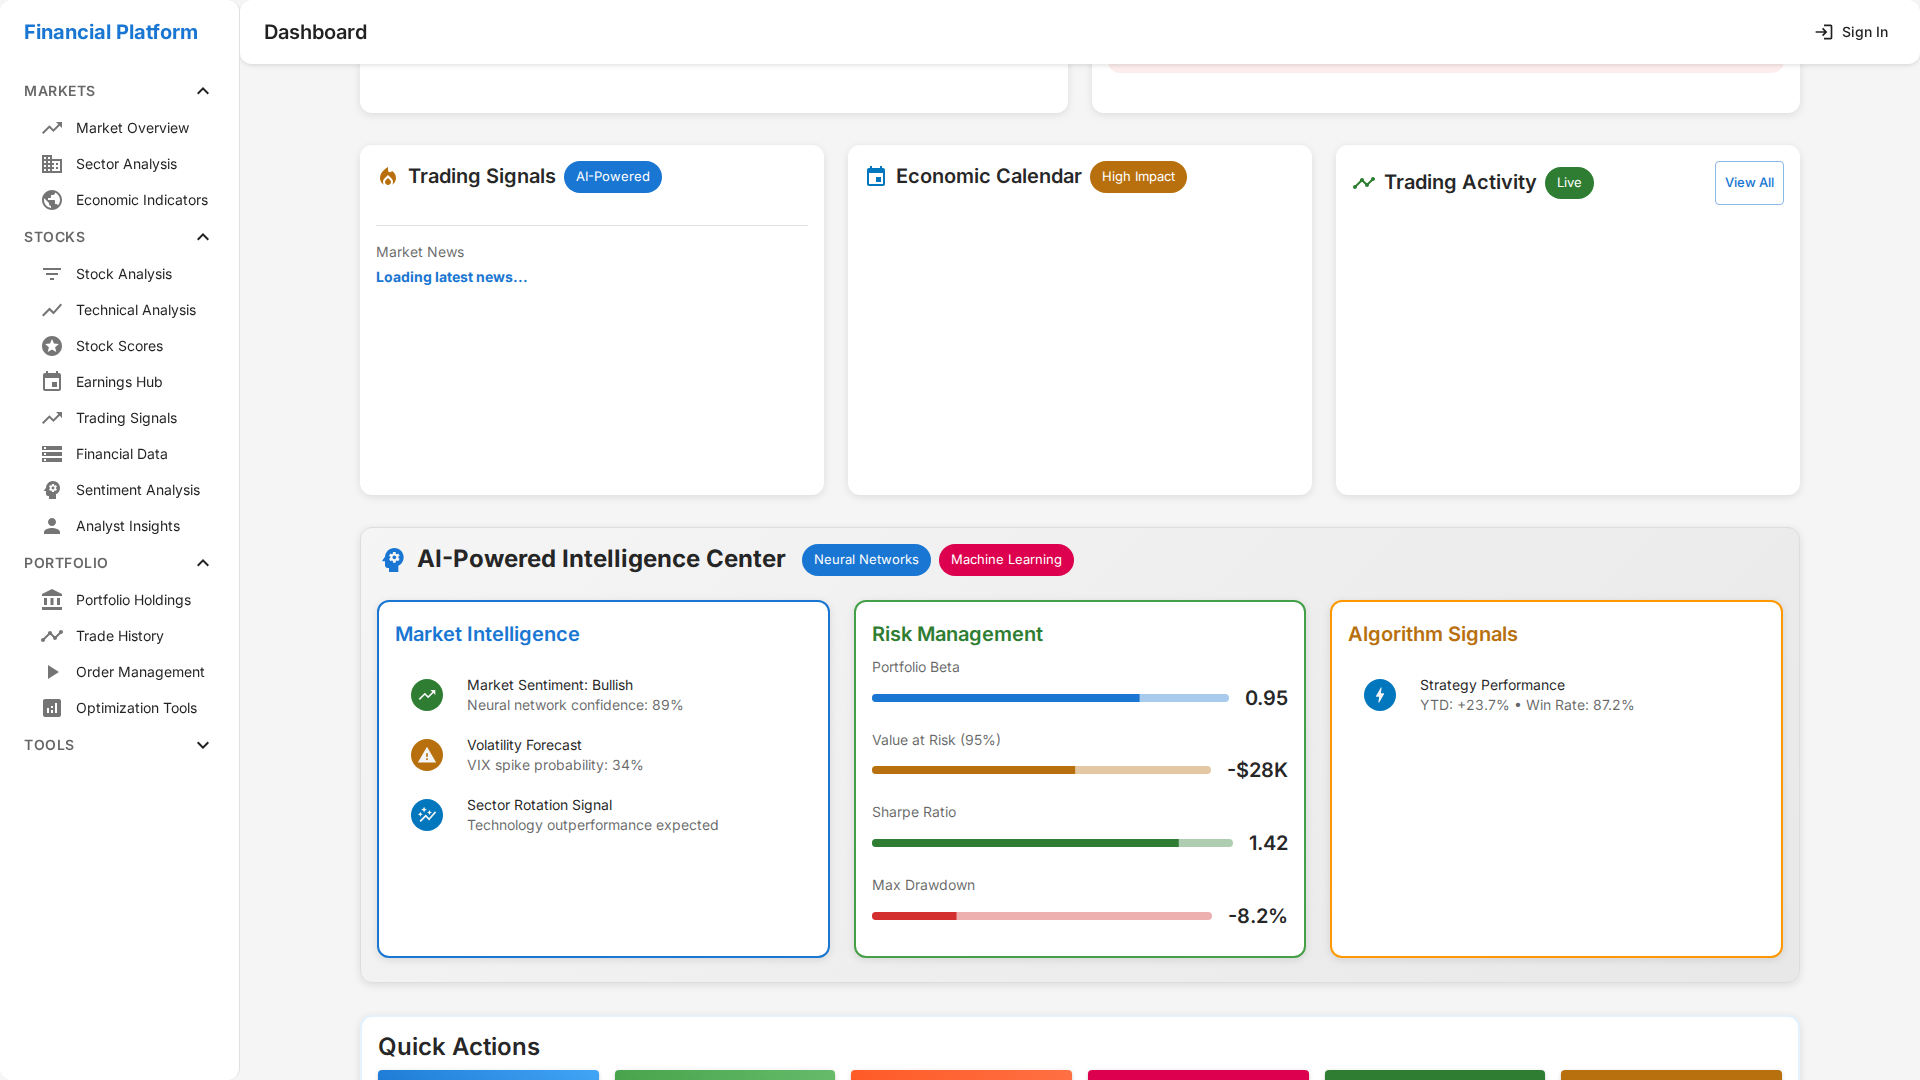 Financial Platform
MARKETS
Market Overview
Sector Analysis
Economic Indicators
STOCKS
Stock Analysis
Technical Analysis
Stock Scores
Earnings Hub
Trading Signals
Financial Data
Sentiment Analysis
Analyst Insights
PORTFOLIO
Portfolio Holdings
Trade History
Order Management
Optimization Tools
TOOLS
Dashboard
Sign In
Trading Signals
AI-Powered
Market News
Loading latest news...
Economic Calendar
High Impact
Trading Activity
Live
View All
AI-Powered Intelligence Center
Neural Networks
Machine Learning
Market Intelligence
Market Sentiment: Bullish
Neural network confidence: 89%
Volatility Forecast
VIX spike probability: 34%
Sector Rotation Signal
Technology outperformance expected
Risk Management
Portfolio Beta
0.95
Value at Risk (95%)
-$28K
Sharpe Ratio
1.42
Max Drawdown
-8.2%
Algorithm Signals
Strategy Performance
YTD: +23.7% • Win Rate: 87.2%
Quick Actions